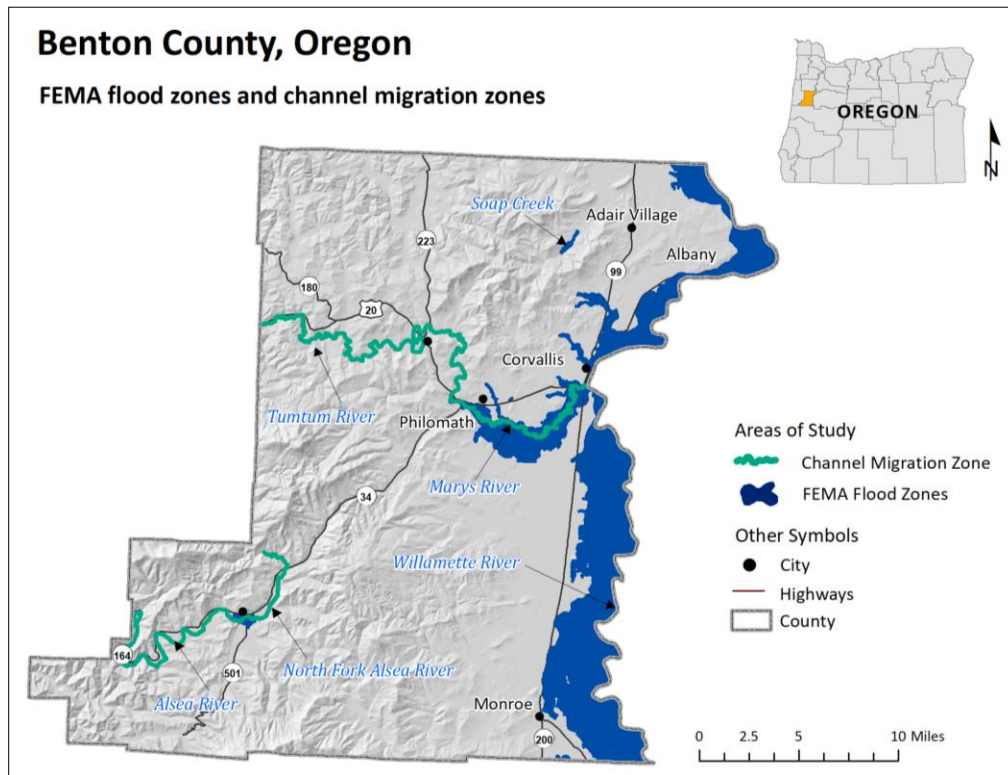 Benton County, Oregon
FEMA flood zones and channel migration zones
OREGON
N
Soap Creek
Adair Village
223
Albany
99
180
20
Corvallis
Tumtum River
Philomath
Marys River
34
Willamette River
164
501
North Fork Alsea River
Alsea River
Monroe
200
Areas of Study
Channel Migration Zone
FEMA Flood Zones
Other Symbols
City
Highways
County
0 2.5 5 10 Miles